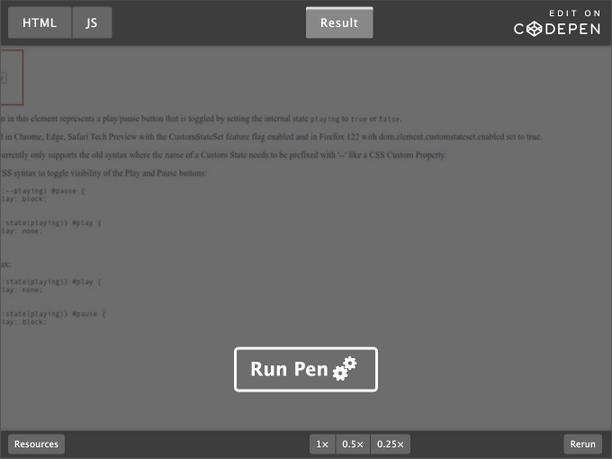 HTML JS Result EDIT ON
CODEPEN
n in this element represents a play/pause button that is toggled by setting the internal state playing to true or false.
l in Chrome, Edge, Safari Tech Preview with the CustomStateSet feature flag enabled and in Firefox 122 with dom.element.customstateset.enabled set to true.
urrently only supports the old syntax where the name of a Custom State needs to be prefixed with '--' like a CSS Custom Property.
SS syntax to toggle visibility of the Play and Pause buttons:
:--playing) #pause {
lay: block;
:state(playing)) #play {
lay: none;
ax:
:state(playing)) #play {
lay: none;
:state(playing)) #pause {
lay: block;
Run Pen
Resources 1× 0.5× 0.25× Rerun